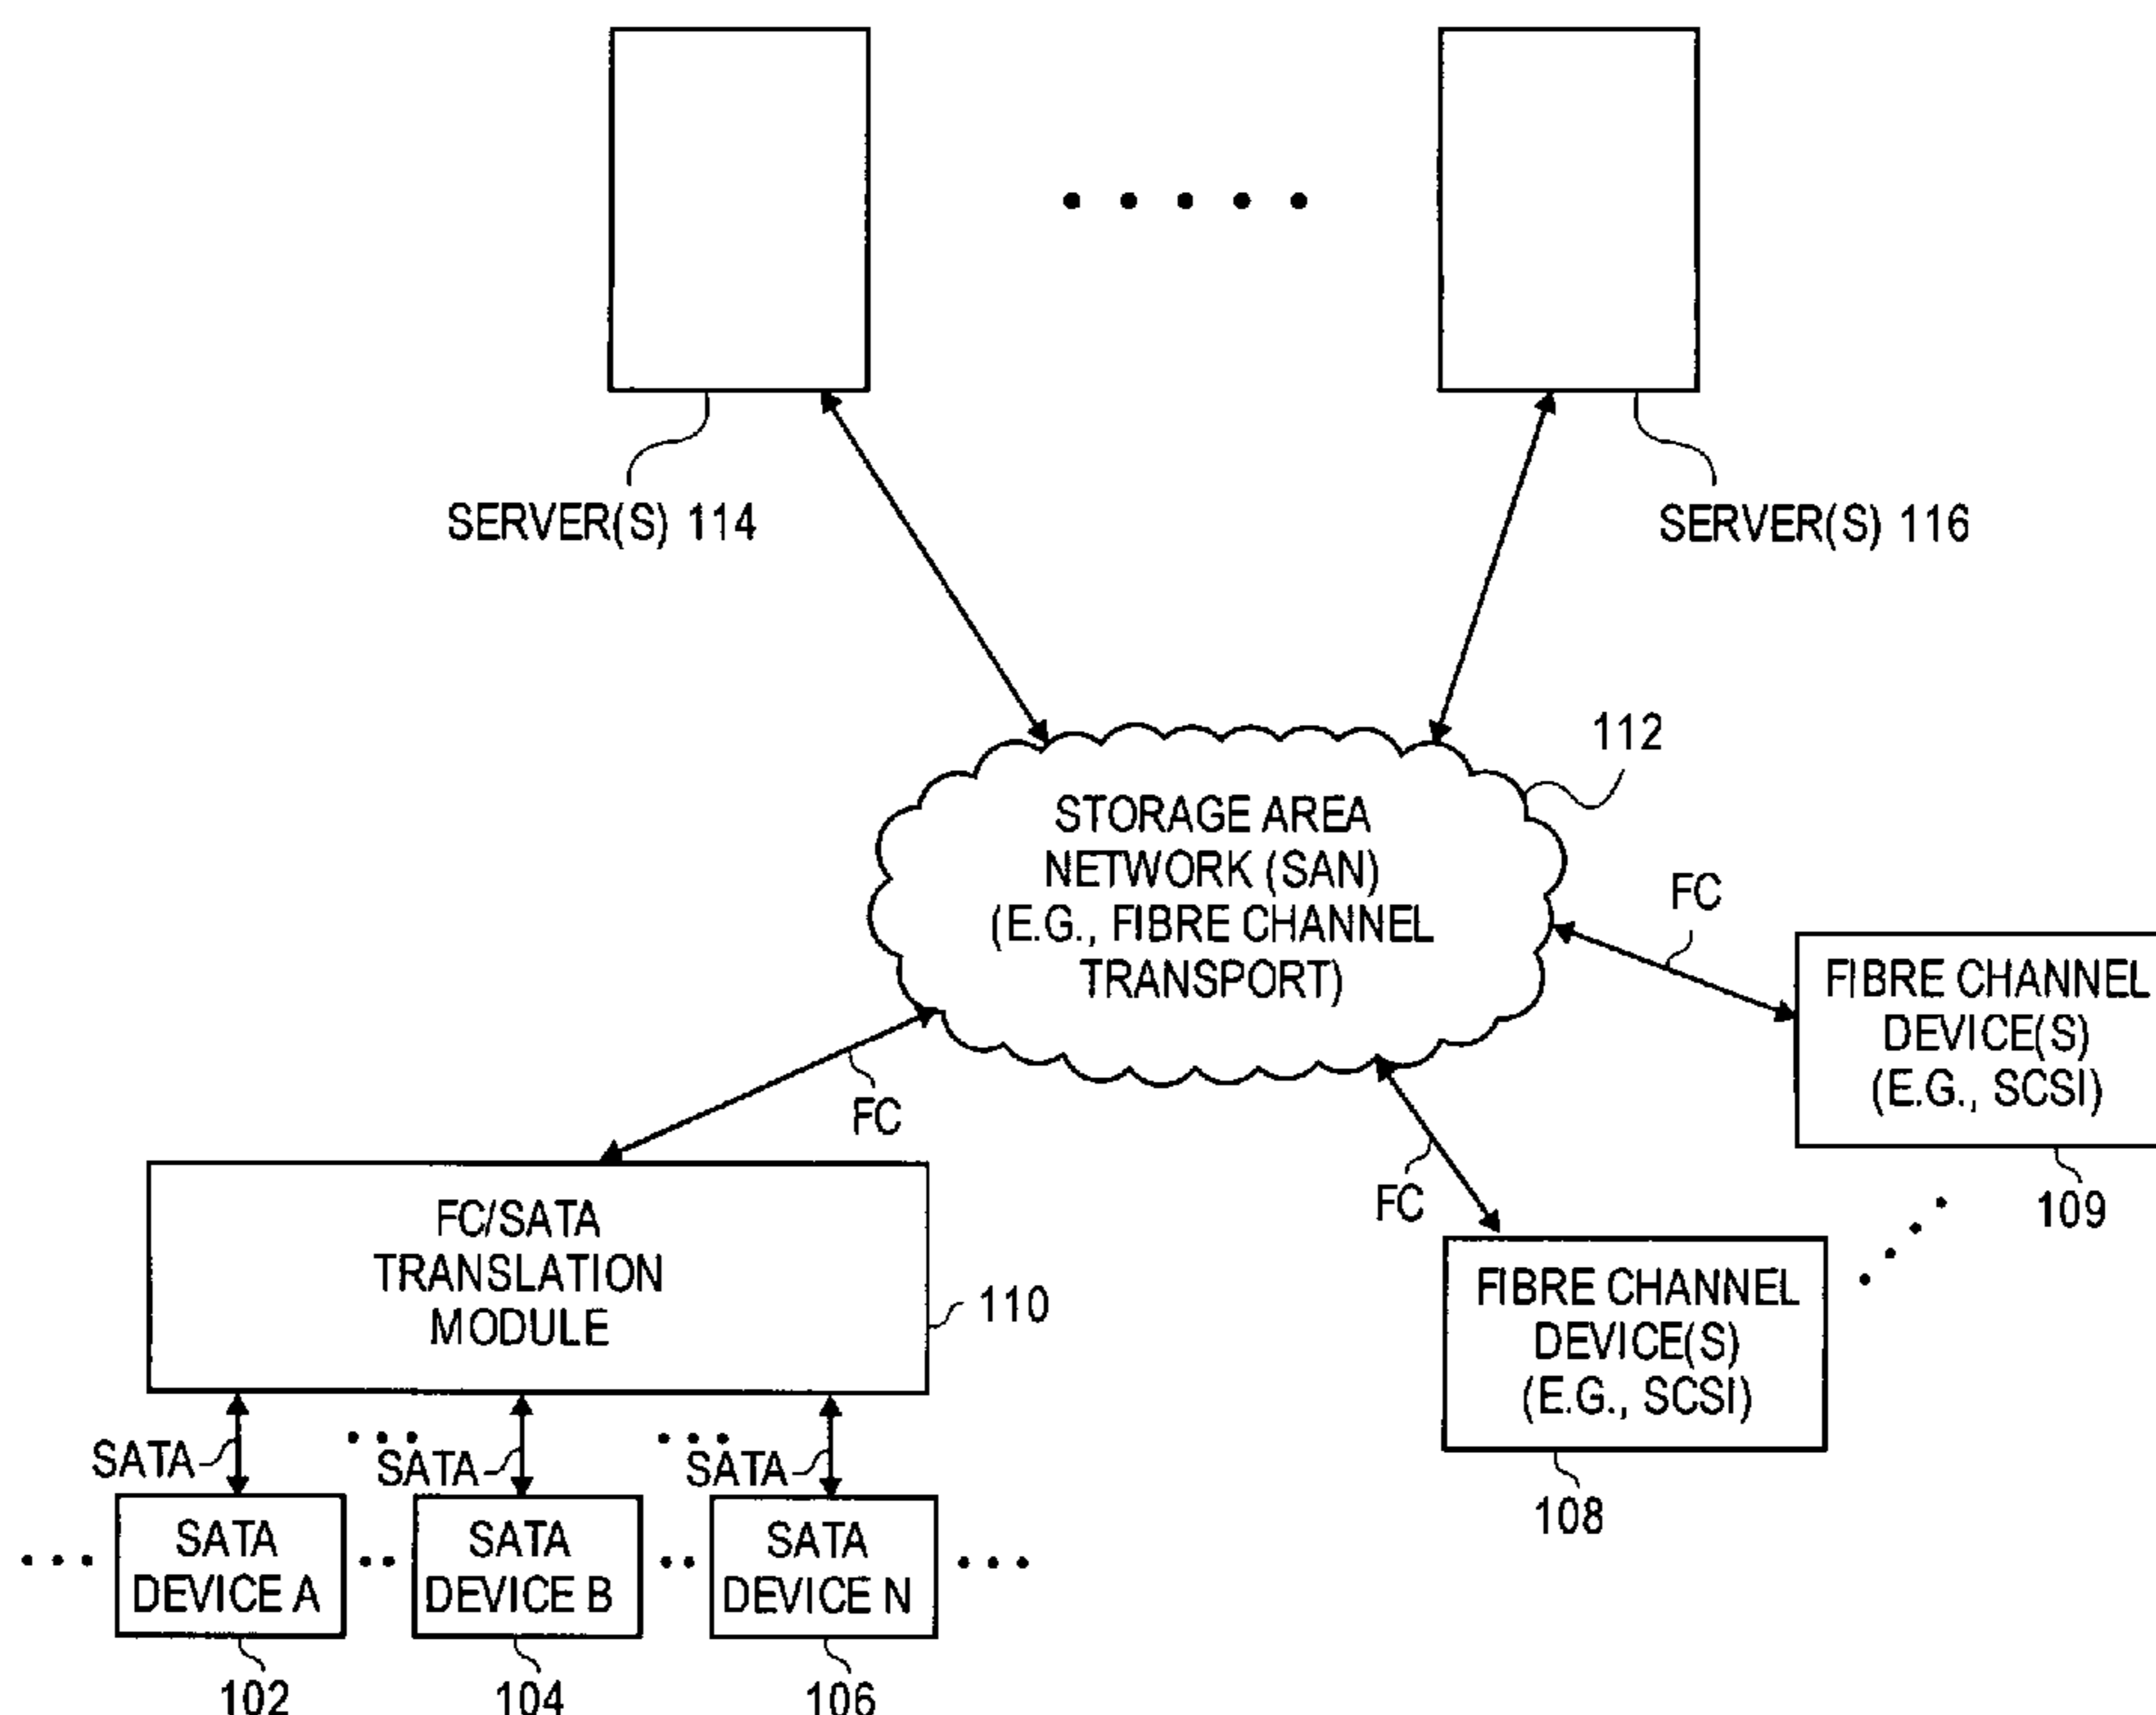 SERVER(S) 114
SERVER(S) 116
112
STORAGE AREA
NETWORK (SAN)
(E.G., FIBRE CHANNEL
TRANSPORT)
FC
FIBRE CHANNEL
DEVICE(S)
(E.G., SCSI)
109
FC
FC
FC/SATA
TRANSLATION
MODULE
110
FIBRE CHANNEL
DEVICE(S)
(E.G., SCSI)
108
SATA
SATA
SATA
SATA
DEVICE A
SATA
DEVICE B
SATA
DEVICE N
102
104
106